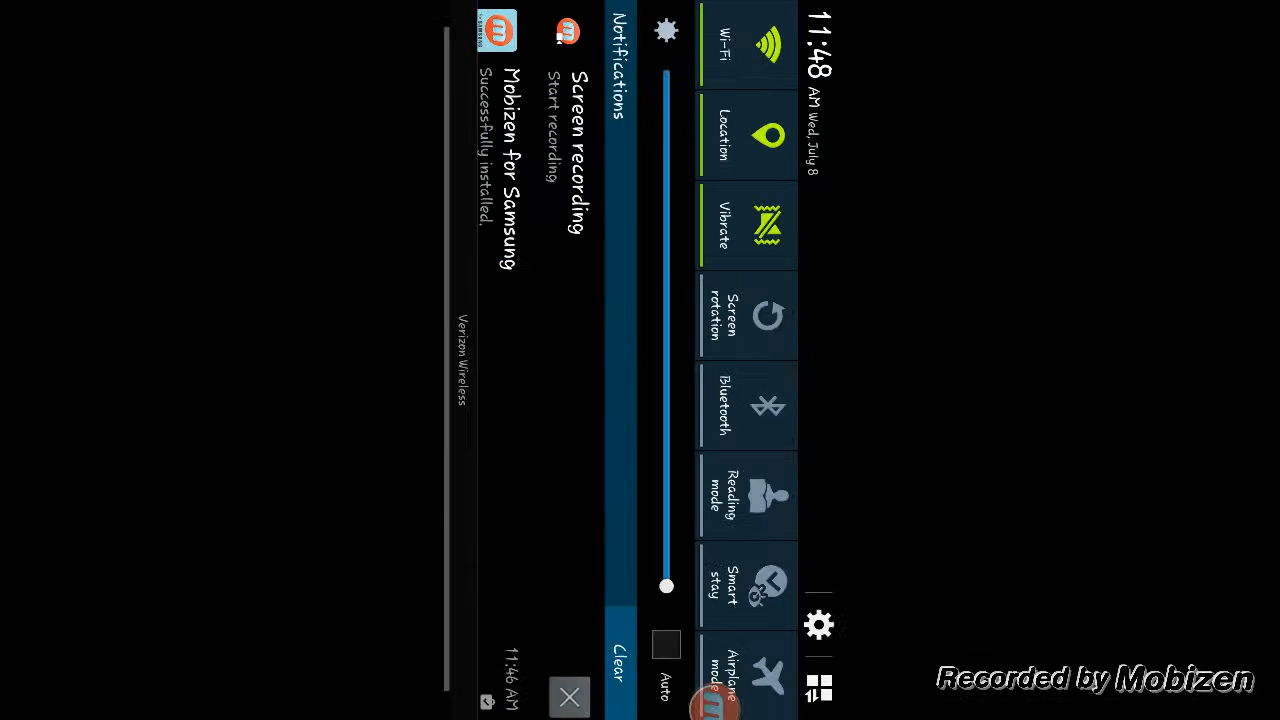 11:48 AM Wed, July 8
Wi-Fi
Location
Vibrate
Screen
rotation
Bluetooth
Reading
mode
Smart
stay
Airplane
mode
Auto
Notifications
Clear
Screen recording
Start recording
Mobizen for Samsung
11:46 AM
Successfully installed.
Verizon Wireless
Recorded by Mobizen